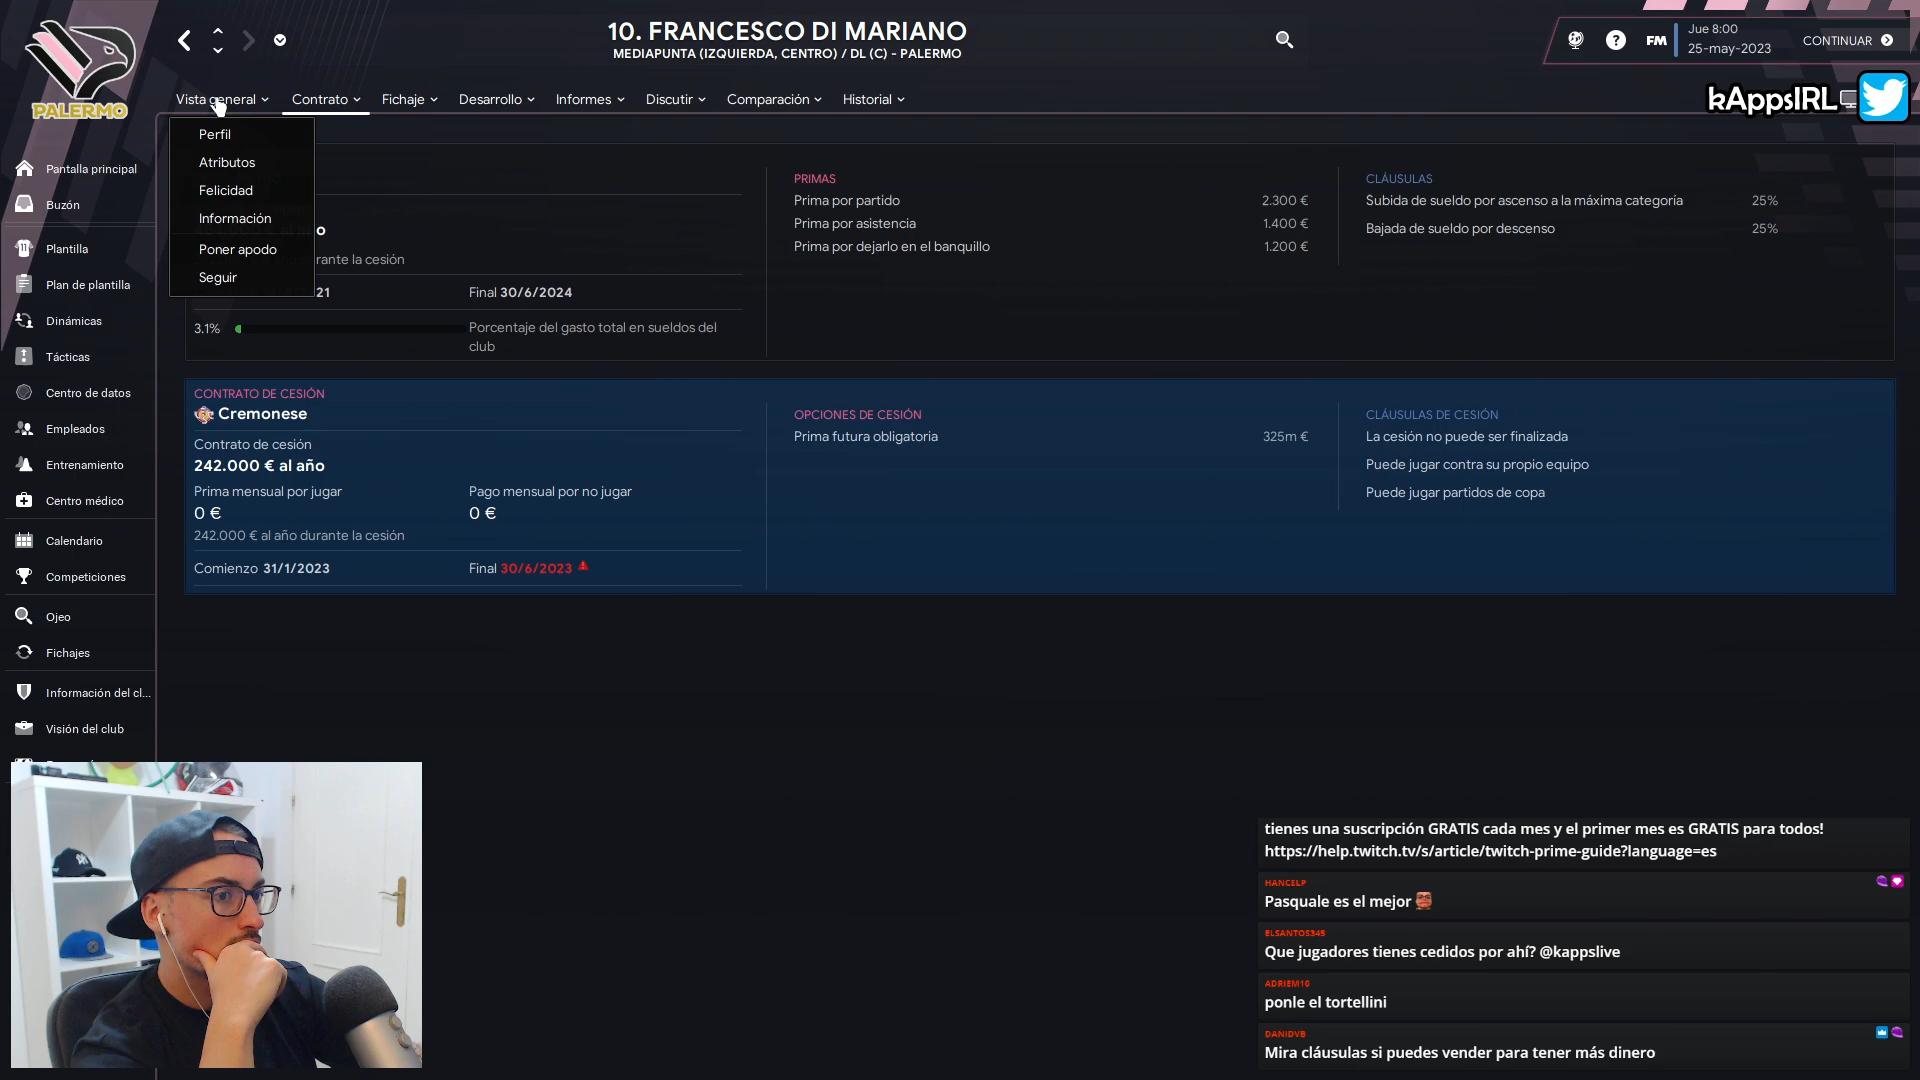 PALERMO
10. FRANCESCO DI MARIANO
MEDIAPUNTA (IZQUIERDA, CENTRO) / DL (C) - PALERMO
FM
Jue 8:00
25-may-2023
CONTINUAR
kAppsIRL
Vista general
Contrato
Fichaje
Desarrollo
Informes
Discutir
Comparación
Historial
Perfil
Atributos
Felicidad
Información
Poner apodo
Seguir
Pantalla principal
Buzón
Plantilla
Plan de plantilla
Dinámicas
Tácticas
Centro de datos
Empleados
Entrenamiento
Centro médico
Calendario
Competiciones
Ojeo
Fichajes
Información del cl...
Visión del club
rante la cesión
21
Final 30/6/2024
3.1%
Porcentaje del gasto total en sueldos del
club
PRIMAS
Prima por partido 2.300 €
Prima por asistencia 1.400 €
Prima por dejarlo en el banquillo 1.200 €
CLÁUSULAS
Subida de sueldo por ascenso a la máxima categoría 25%
Bajada de sueldo por descenso 25%
CONTRATO DE CESIÓN
Cremonese
Contrato de cesión
242.000 € al año
Prima mensual por jugar
0 €
Pago mensual por no jugar
0 €
242.000 € al año durante la cesión
Comienzo 31/1/2023
Final 30/6/2023
OPCIONES DE CESIÓN
Prima futura obligatoria 325m €
CLÁUSULAS DE CESIÓN
La cesión no puede ser finalizada
Puede jugar contra su propio equipo
Puede jugar partidos de copa
tienes una suscripción GRATIS cada mes y el primer mes es GRATIS para todos!
https://help.twitch.tv/s/article/twitch-prime-guide?language=es
HANCELP
Pasquale es el mejor
ELSANTOS345
Que jugadores tienes cedidos por ahí? @kappslive
ADRIEM10
ponle el tortellini
DANIDVB
Mira cláusulas si puedes vender para tener más dinero